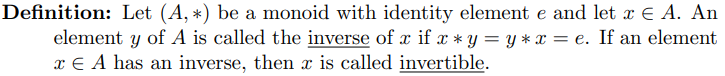 Definition: Let (A, ∗) be a monoid with identity element e and let x ∈ A. An
element y of A is called the inverse of x if x ∗ y = y ∗ x = e. If an element
x ∈ A has an inverse, then x is called invertible.